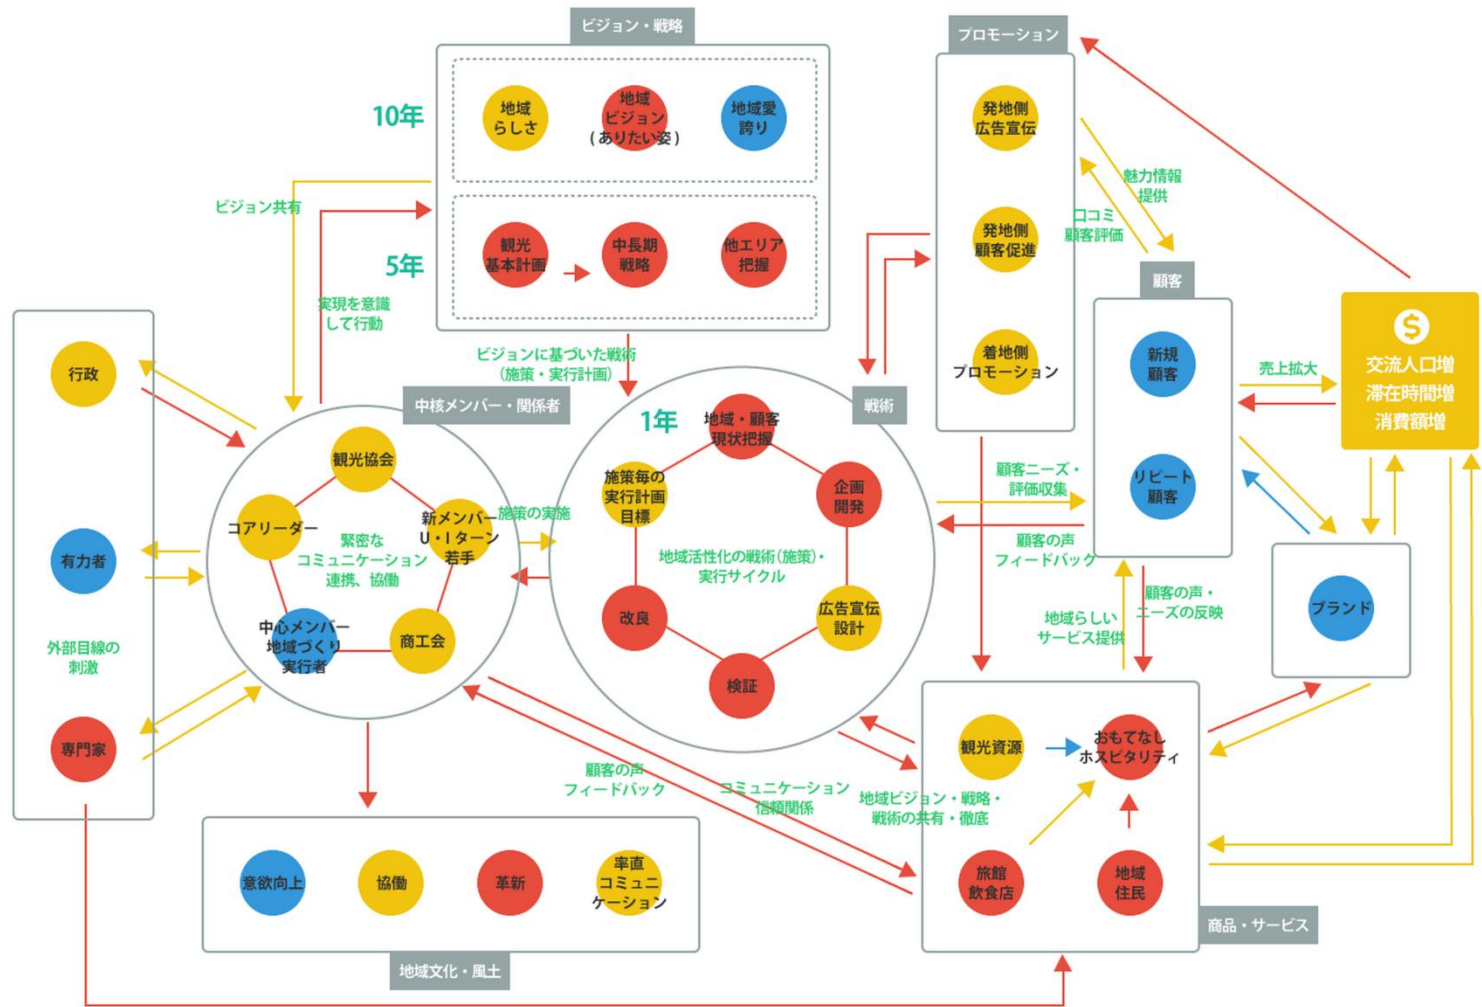 ビジョン・戦略
10年
地域
らしさ
地域
ビジョン
(ありたい姿)
地域愛
誇り
5年
観光
基本計画
中長期
戦略
他エリア
把握
ビジョン共有
実現を意識
して行動
ビジョンに基づいた戦術
(施策・実行計画)
プロモーション
発地側
広告宣伝
発地側
顧客促進
着地側
プロモーション
魅力情報
提供
口コミ
顧客評価
顧客
新規
顧客
リピート
顧客
売上拡大
$
交流人口増
滞在時間増
消費額増
行政
有力者
外部目線の
刺激
専門家
中核メンバー・関係者
観光協会
コアリーダー
新メンバー
U・Iターン
若手
緊密な
コミュニケーション
連携、協働
中心メンバー
地域づくり
実行者
商工会
施策の実施
戦術
1年
地域・顧客
現状把握
施策毎の
実行計画
目標
企画
開発
地域活性化の戦術(施策)・
実行サイクル
改良
広告宣伝
設計
検証
顧客ニーズ・
評価収集
顧客の声
フィードバック
地域らしい
サービス提供
顧客の声・
ニーズの反映
ブランド
顧客の声
フィードバック
コミュニケーション
信頼関係
地域ビジョン・戦略・
戦術の共有・徹底
観光資源
おもてなし
ホスピタリティ
旅館
飲食店
地域
住民
商品・サービス
意欲向上
協働
革新
率直
コミュニ
ケーション
地域文化・風土